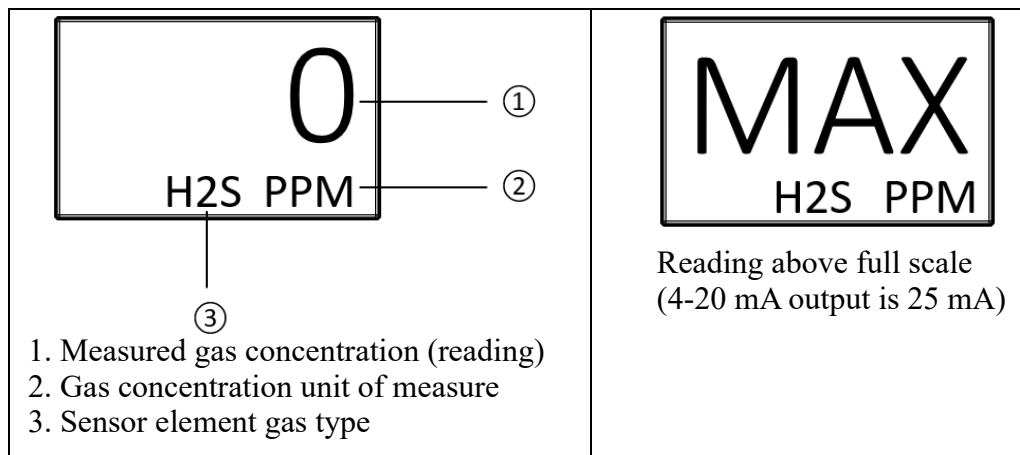 0
①
H2S PPM
②
③
1. Measured gas concentration (reading)
2. Gas concentration unit of measure
3. Sensor element gas type
MAX
H2S PPM
Reading above full scale
(4-20 mA output is 25 mA)